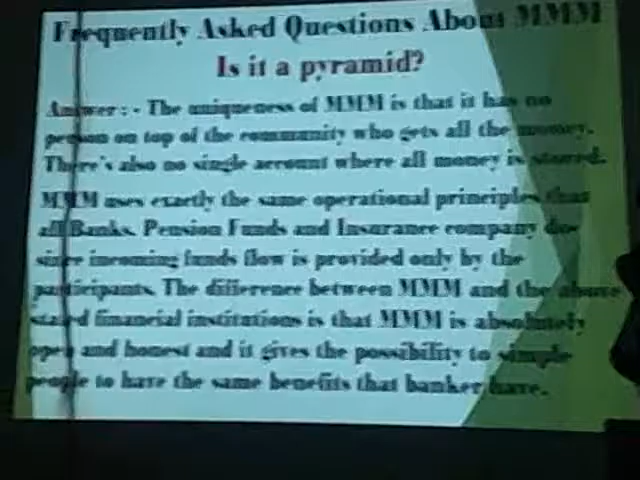 Frequently Asked Questions About MMM
Is it a pyramid?
Answer : - The uniqueness of MMM is that it has no
person on top of the community who gets all the money.
There's also no single account where all money is stored.
MMM uses exactly the same operational principles that
all Banks, Pension Funds and Insurance company do-
since incoming funds flow is provided only by the
participants. The difference between MMM and the above
stated financial institutions is that MMM is absolutely
open and honest and it gives the possibility to simple
people to have the same benefits that banker have.